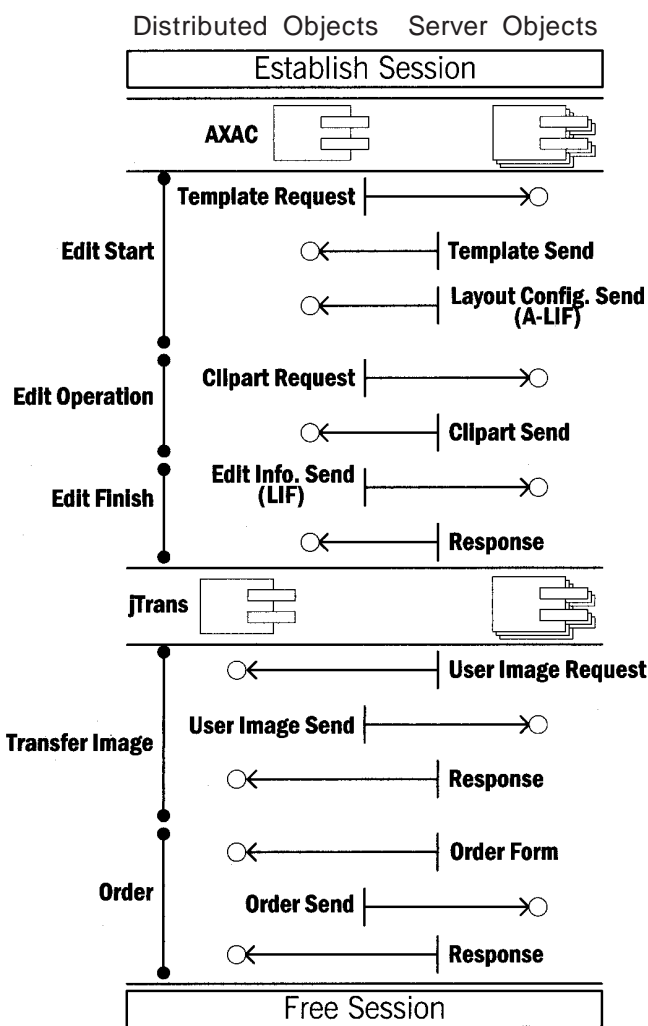 Distributed Objects Server Objects
Establish Session
AXAC
Template Request
Edit Start
Template Send
Layout Config. Send
(A-LIF)
Clipart Request
Edit Operation
Clipart Send
Edit Info. Send
(LIF)
Edit Finish
Response
jTrans
User Image Request
User Image Send
Transfer Image
Response
Order Form
Order
Order Send
Response
Free Session